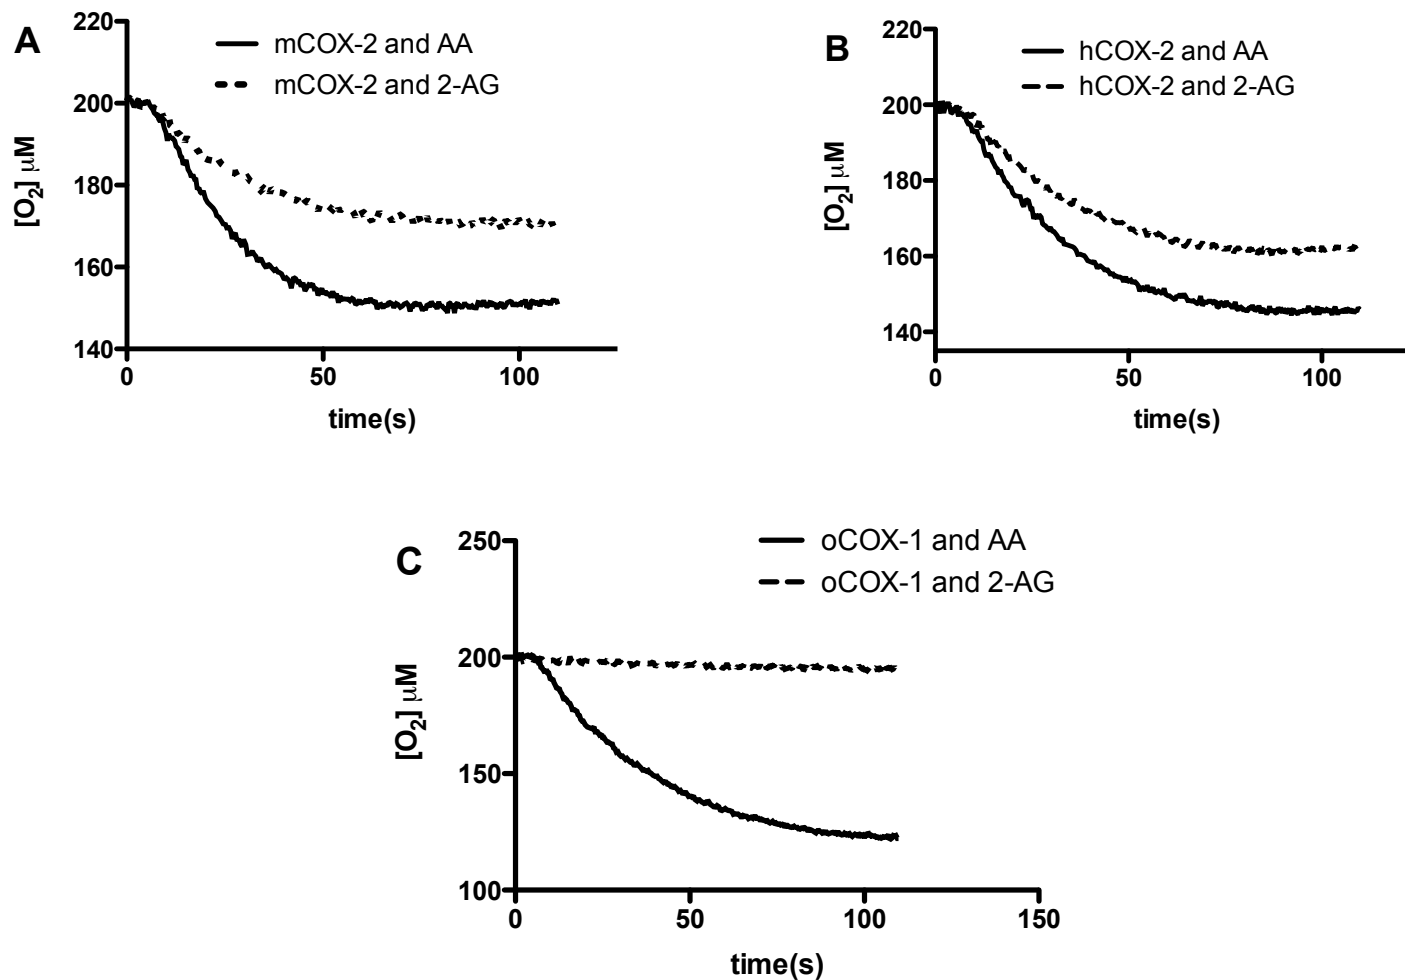 A
mCOX-2 and AA
mCOX-2 and 2-AG
220
200
180
160
140
[O2] μM
0
50
100
time(s)
B
hCOX-2 and AA
hCOX-2 and 2-AG
220
200
180
160
140
[O2] μM
0
50
100
time(s)
C
oCOX-1 and AA
oCOX-1 and 2-AG
250
200
150
100
[O2] μM
0
50
100
150
time(s)